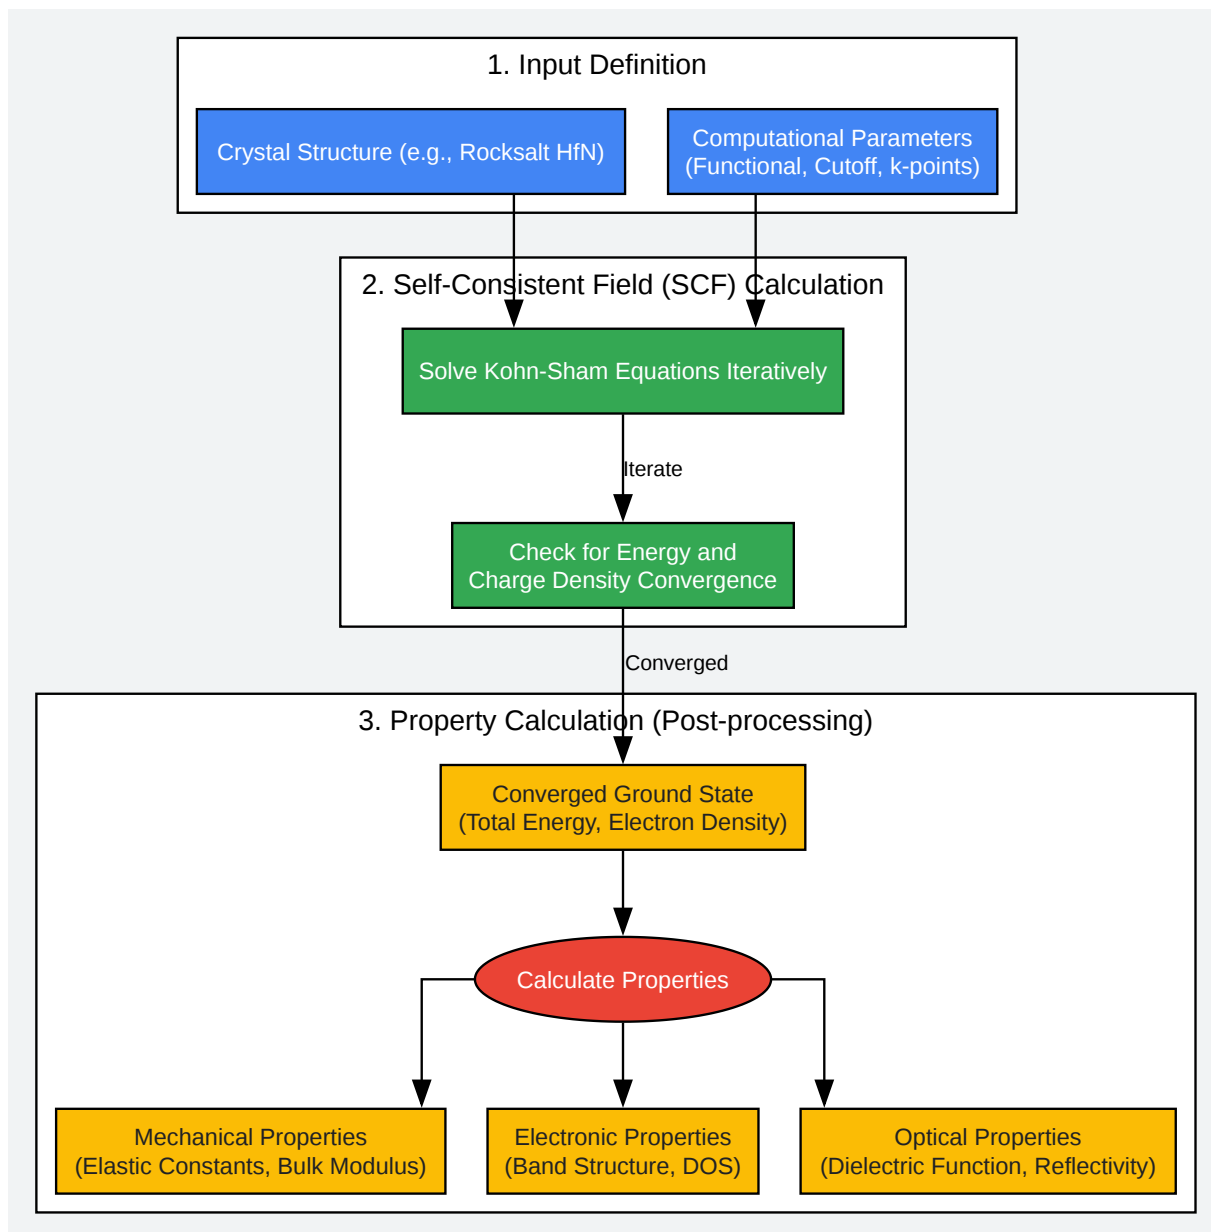 1. Input Definition
Crystal Structure (e.g., Rocksalt HfN)
Computational Parameters
(Functional, Cutoff, k-points)
2. Self-Consistent Field (SCF) Calculation
Solve Kohn-Sham Equations Iteratively
Iterate
Check for Energy and
Charge Density Convergence
Converged
3. Property Calculation (Post-processing)
Converged Ground State
(Total Energy, Electron Density)
Calculate Properties
Mechanical Properties
(Elastic Constants, Bulk Modulus)
Electronic Properties
(Band Structure, DOS)
Optical Properties
(Dielectric Function, Reflectivity)